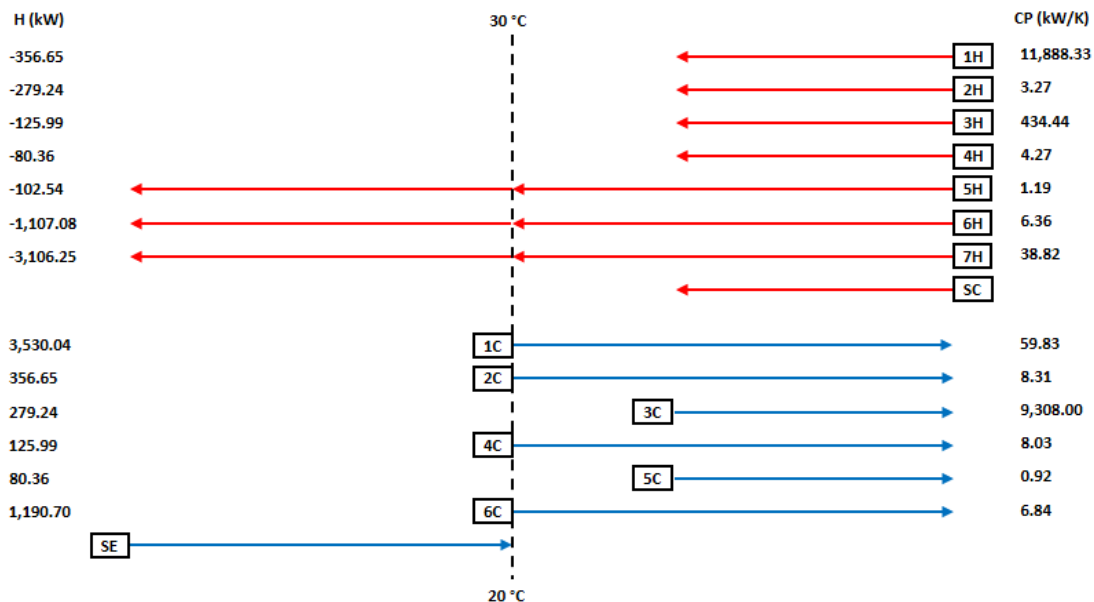 H (kW) 30 °C CP (kW/K)
-356.65 1H 11,888.33
-279.24 2H 3.27
-125.99 3H 434.44
-80.36 4H 4.27
-102.54 5H 1.19
-1,107.08 6H 6.36
-3,106.25 7H 38.82
SC
3,530.04 1C 59.83
356.65 2C 8.31
279.24 3C 9,308.00
125.99 4C 8.03
80.36 5C 0.92
1,190.70 6C 6.84
SE
20 °C